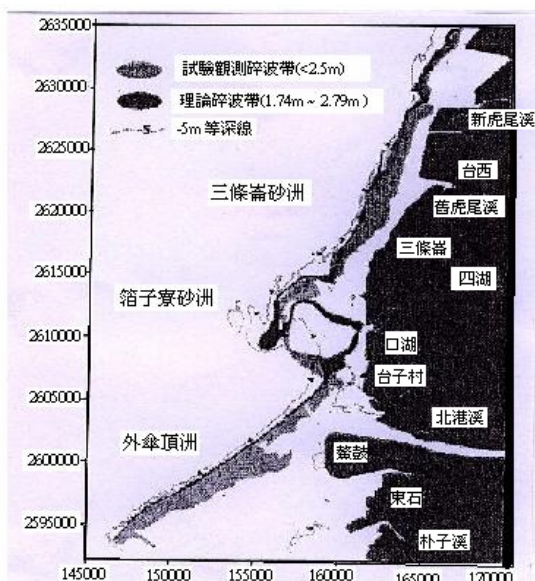 2635000
試驗觀測碎波帶(<2.5m)
2630000
理論碎波帶(1.74m ~ 2.79m)
5 -5m 等深線
新虎尾溪
2625000
台西
三條崙砂洲
2620000
舊虎尾溪
三條崙
四湖
2615000
箔子寮砂洲
2610000
口湖
台子村
2605000
北港溪
外傘頂洲
鰲鼓
2600000
東石
2595000
朴子溪
145000 150000 155000 160000 165000 170000